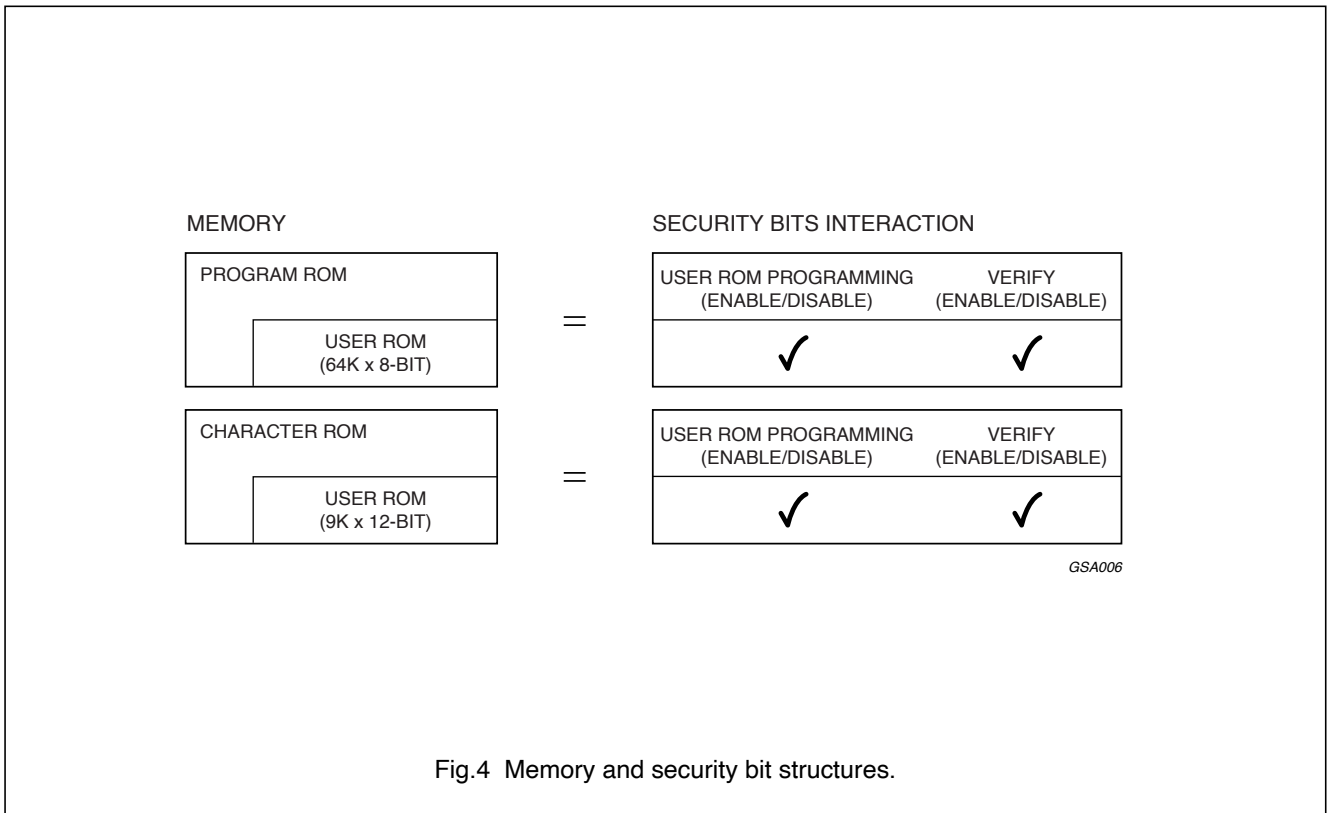 MEMORY
SECURITY BITS INTERACTION
PROGRAM ROM
USER ROM
(64K x 8-BIT)
=
USER ROM PROGRAMMING
(ENABLE/DISABLE)
VERIFY
(ENABLE/DISABLE)
✓
✓
CHARACTER ROM
USER ROM
(9K x 12-BIT)
=
USER ROM PROGRAMMING
(ENABLE/DISABLE)
VERIFY
(ENABLE/DISABLE)
✓
✓
GSA006
Fig.4 Memory and security bit structures.